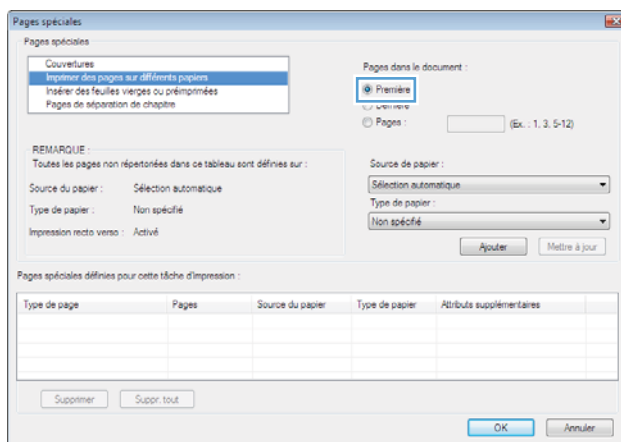 Pages spéciales
Pages spéciales
Couvertures
Imprimer des pages sur différents papiers
Insérer des feuilles vierges ou préimprimées
Pages de séparation de chapitre
Pages dans le document :
Première
Dernière
Pages : (Ex. : 1, 3, 5-12)
REMARQUE :
Toutes les pages non répertoriées dans ce tableau sont définies sur :
Source du papier : Sélection automatique
Type de papier : Non spécifié
Impression recto verso : Activé
Source de papier :
Sélection automatique
Type de papier :
Non spécifié
Ajouter Mettre à jour
Pages spéciales définies pour cette tâche d'impression :
Type de page Pages Source du papier Type de papier Attributs supplémentaires
Supprimer Suppr. tout
OK Annuler